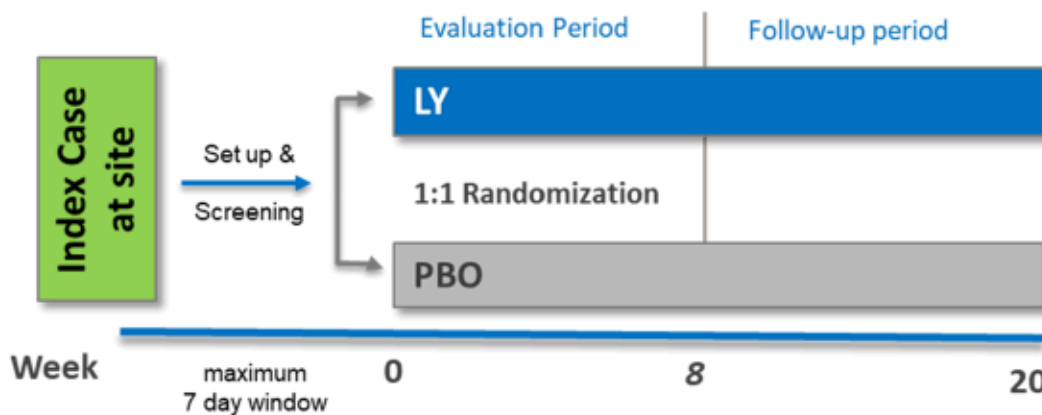 Evaluation Period
Follow-up period
Index Case
at site
Set up &
Screening
LY
1:1 Randomization
PBO
Week
maximum
7 day window
0
8
20